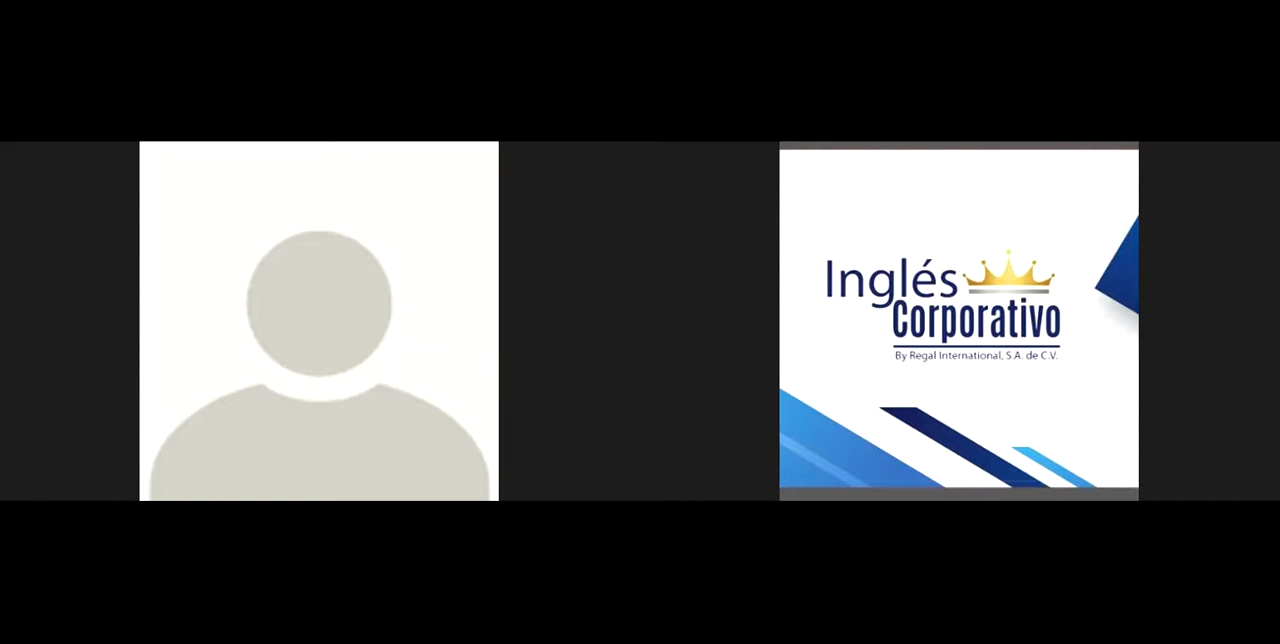 Inglés
Corporativo
By Regal International, S.A. de C.V.